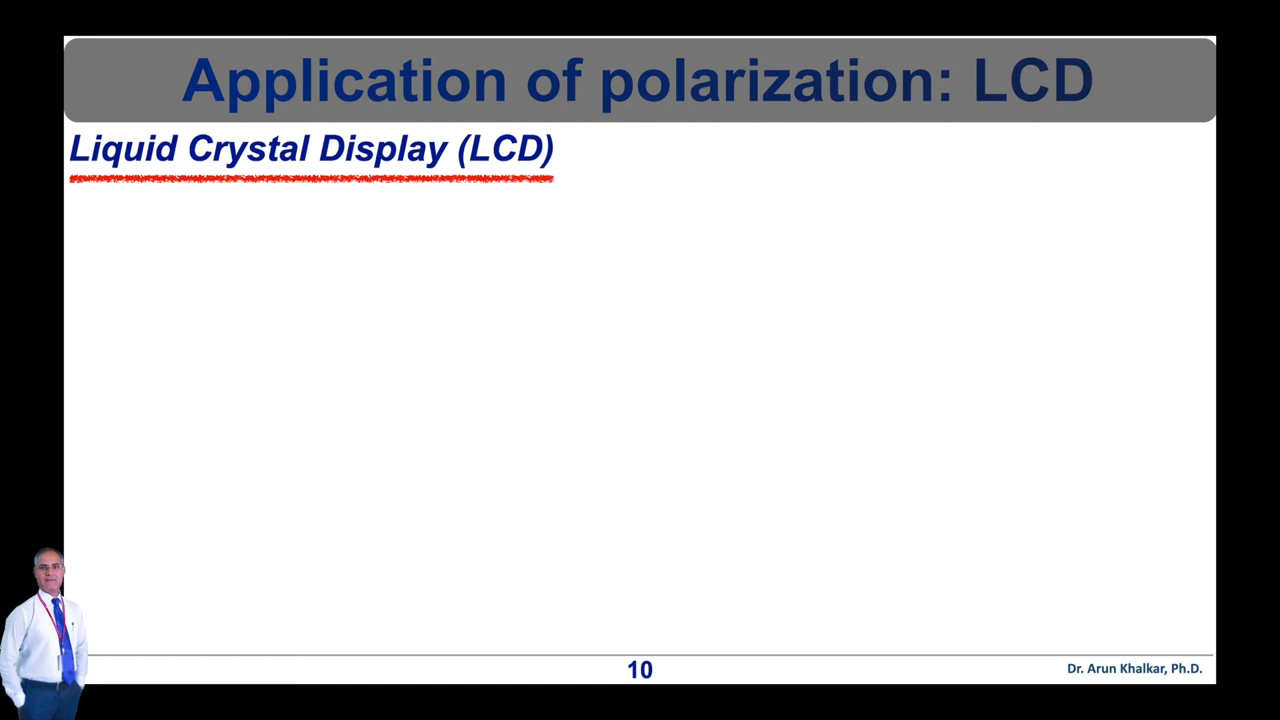 Application of polarization: LCD
Liquid Crystal Display (LCD)
10
Dr. Arun Khalkar, Ph.D.